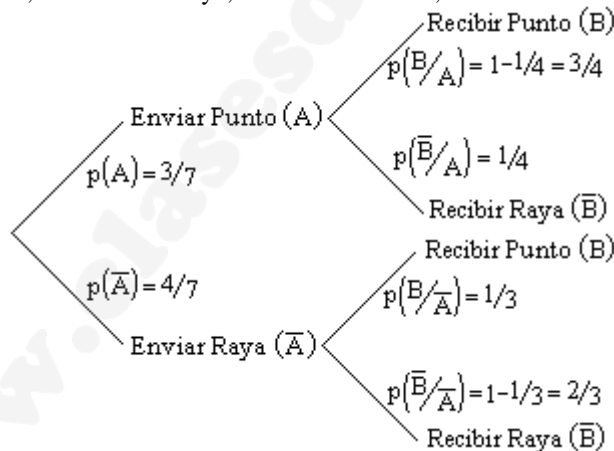 Recibir Punto (B)
p(B/A) = 1-1/4 = 3/4
Enviar Punto (A)
p(A) = 3/7
p(B̅/A) = 1/4
Recibir Raya (B̅)
Recibir Punto (B)
p(A̅) = 4/7
p(B/A̅) = 1/3
Enviar Raya (A̅)
p(B̅/A̅) = 1-1/3 = 2/3
Recibir Raya (B̅)